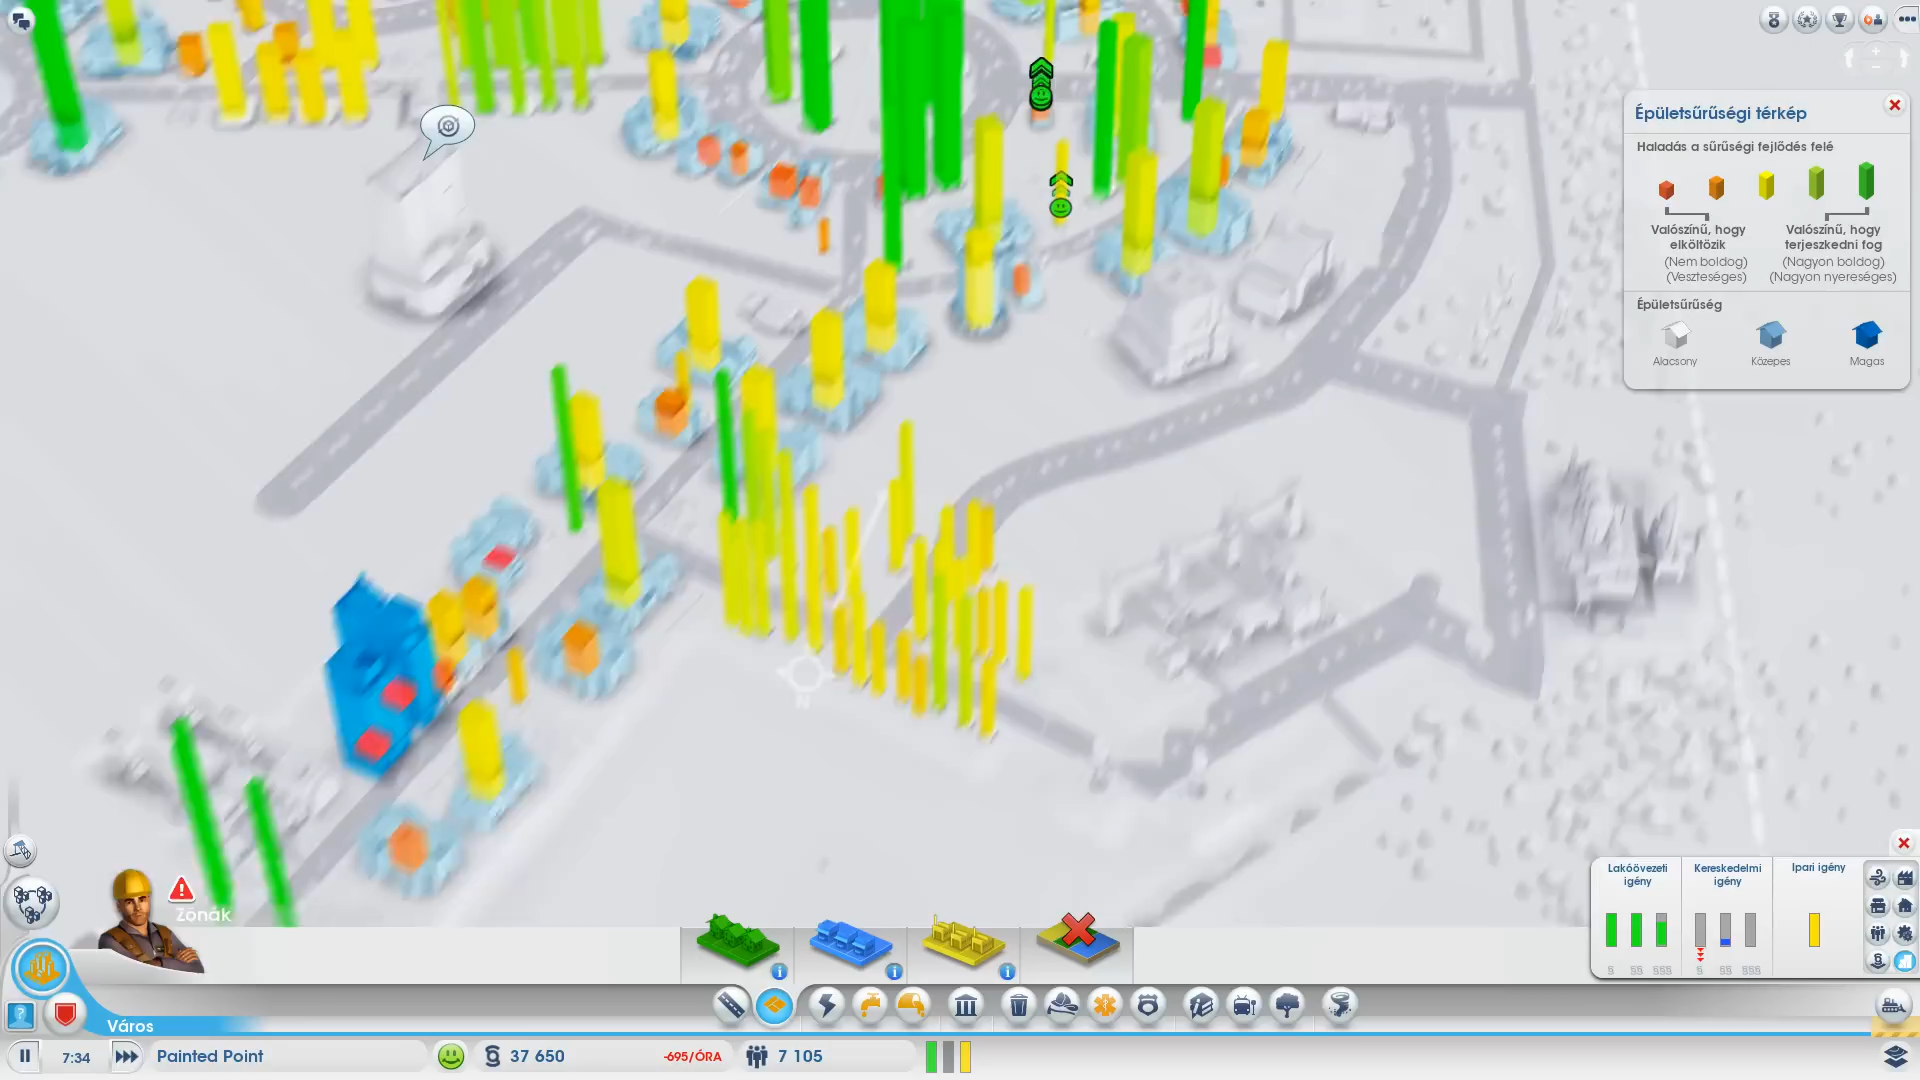 Épületsűrűségi térkép
Haladás a sűrűségi fejlődés felé
Valószínű, hogy
elköltözik
(Nem boldog)
(Veszteséges)
Valószínű, hogy
terjeszkedni fog
(Nagyon boldog)
(Nagyon nyereséges)
Épületsűrűség
Alacsony
Közepes
Magas
N
Zónák
Lakóövezeti
igény
Kereskedelmi
igény
Ipari igény
§ §§ §§§ § §§ §§§
Város
7:34
Painted Point
37 650
-695/ÓRA
7 105